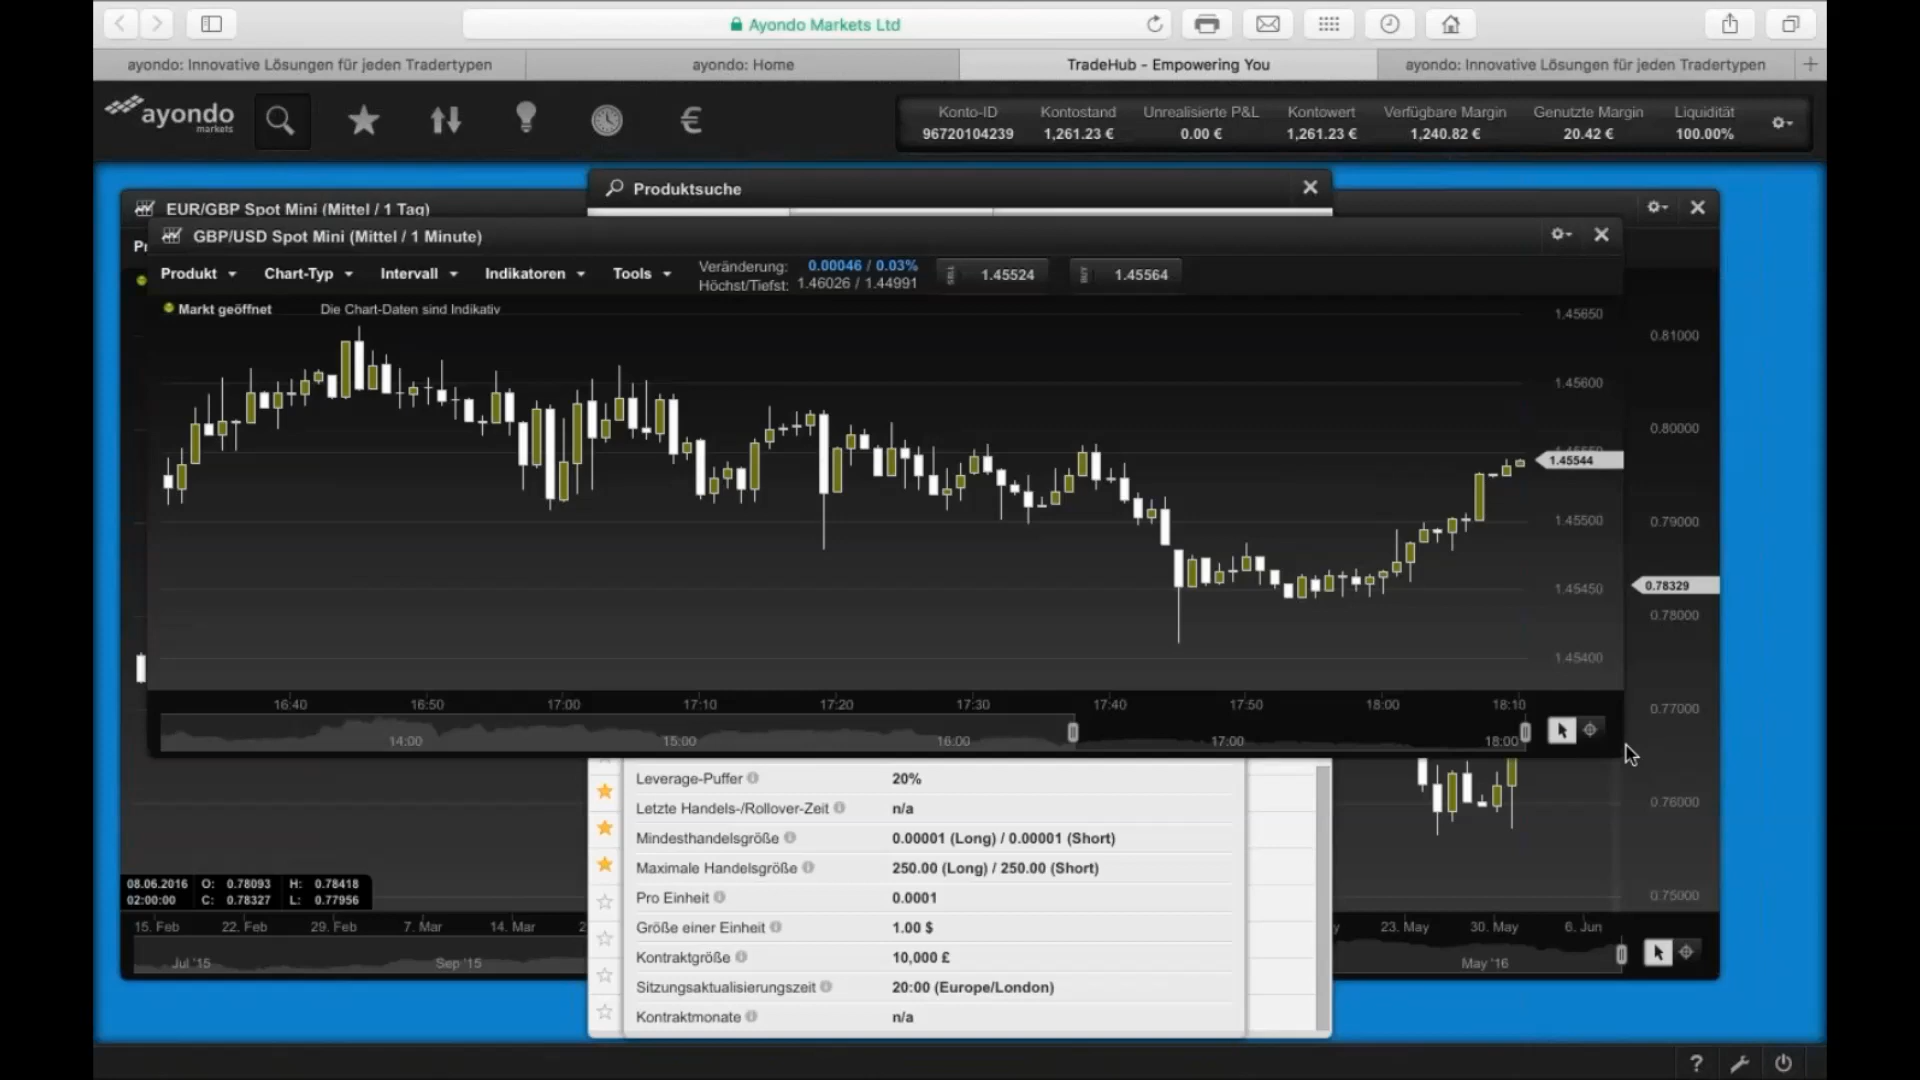 Ayondo Markets Ltd
ayondo: Innovative Lösungen für jeden Tradertypen
ayondo: Home
TradeHub - Empowering You
ayondo: Innovative Lösungen für jeden Tradertypen
ayondo
markets
€
Konto-ID
96720104239
Kontostand
1,261.23 €
Unrealisierte P&L
0.00 €
Kontowert
1,261.23 €
Verfügbare Margin
1,240.82 €
Genutzte Margin
20.42 €
Liquidität
100.00%
Produktsuche
EUR/GBP Spot Mini (Mittel / 1 Tag)
GBP/USD Spot Mini (Mittel / 1 Minute)
Produkt
Chart-Typ
Intervall
Indikatoren
Tools
Veränderung: 0.00046 / 0.03%
Höchst/Tiefst: 1.46026 / 1.44991
SELL 1.45524
BUY 1.45564
Markt geöffnet
Die Chart-Daten sind Indikativ
1.45650
1.45600
1.45544
1.45500
1.45450
1.45400
0.81000
0.80000
0.79000
0.78329
0.78000
0.77000
0.76000
0.75000
16:40 16:50 17:00 17:10 17:20 17:30 17:40 17:50 18:00 18:10
14:00 15:00 16:00 17:00 18:00
Leverage-Puffer 20%
Letzte Handels-/Rollover-Zeit n/a
Mindesthandelsgröße 0.00001 (Long) / 0.00001 (Short)
Maximale Handelsgröße 250.00 (Long) / 250.00 (Short)
Pro Einheit 0.0001
Größe einer Einheit 1.00 $
Kontraktgröße 10,000 £
Sitzungsaktualisierungszeit 20:00 (Europe/London)
Kontraktmonate n/a
08.06.2016 O: 0.78093 H: 0.78418
02:00:00 C: 0.78327 L: 0.77956
15. Feb 22. Feb 29. Feb 7. Mar 14. Mar 23. May 30. May 6. Jun
Jul '15 Sep '15 May '16
?